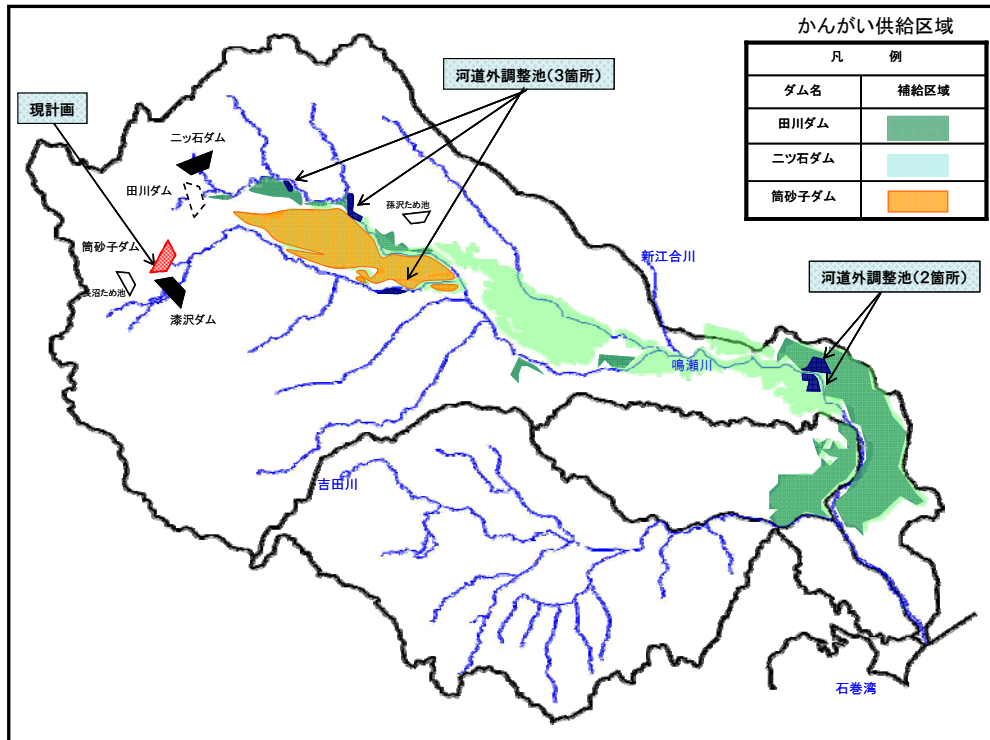 かんがい供給区域
凡 例
ダム名 補給区域
田川ダム
二ツ石ダム
筒砂子ダム
河道外調整池(3箇所)
現計画
二ッ石ダム
田川ダム
孫沢ため池
筒砂子ダム
長沼ため池
漆沢ダム
新江合川
河道外調整池(2箇所)
鳴瀬川
吉田川
石巻湾